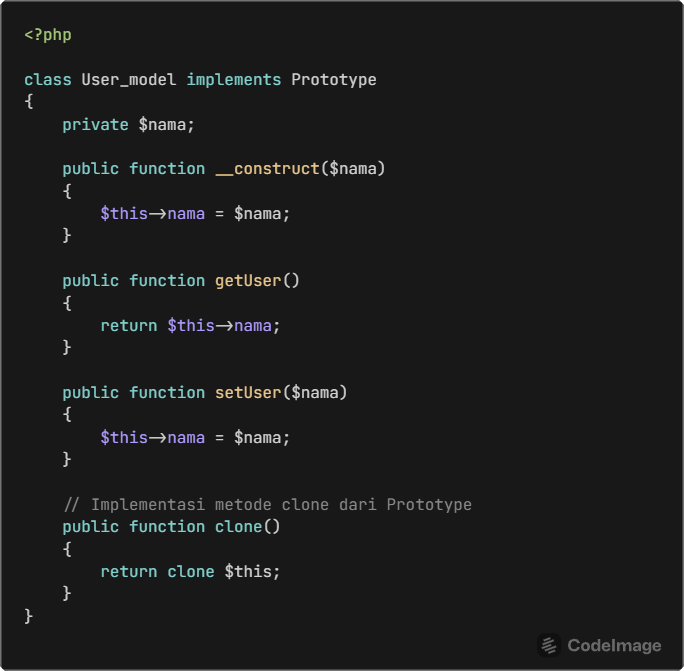 <?php
class User_model implements Prototype
{
    private $nama;
    public function __construct($nama)
    {
        $this->nama = $nama;
    }
    public function getUser()
    {
        return $this->nama;
    }
    public function setUser($nama)
    {
        $this->nama = $nama;
    }
    // Implementasi metode clone dari Prototype
    public function clone()
    {
        return clone $this;
    }
}
CodeImage